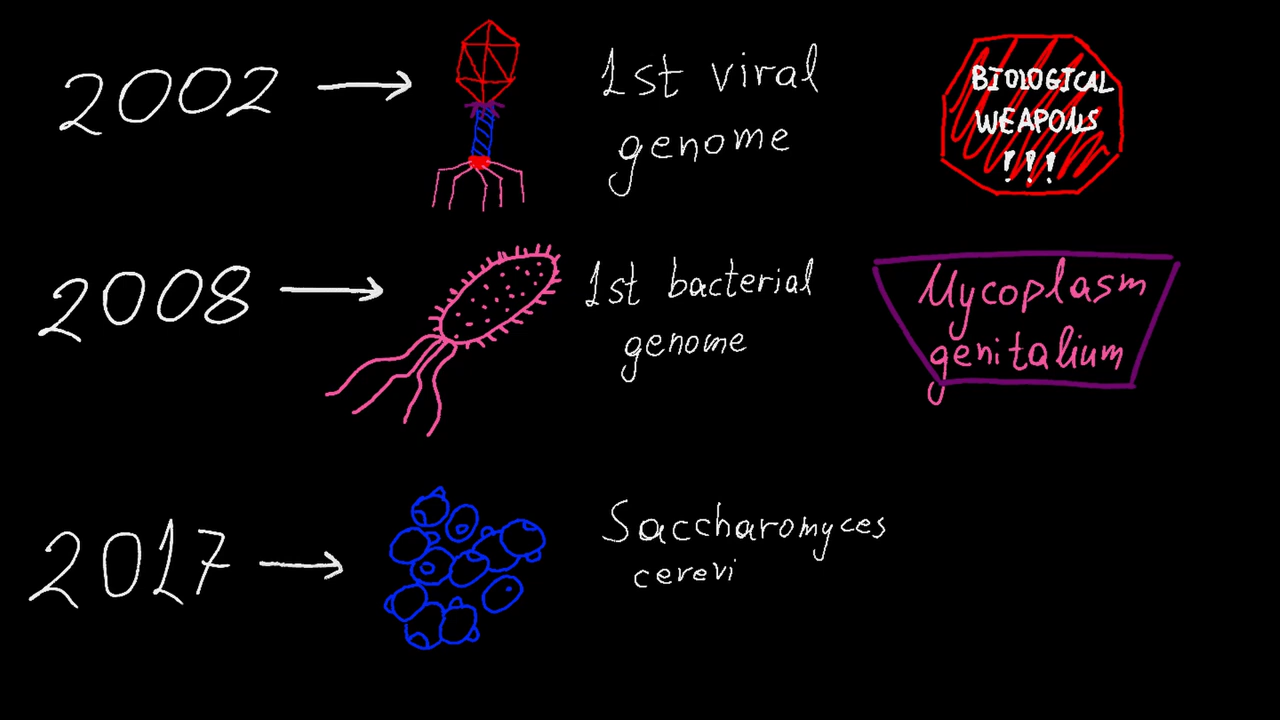 2002 → 1st viral
genome
BIOLOGICAL
WEAPONS
!!!
2008 → 1st bacterial
genome
Mycoplasm
genitalium
2017 → Saccharomyces
cerevi